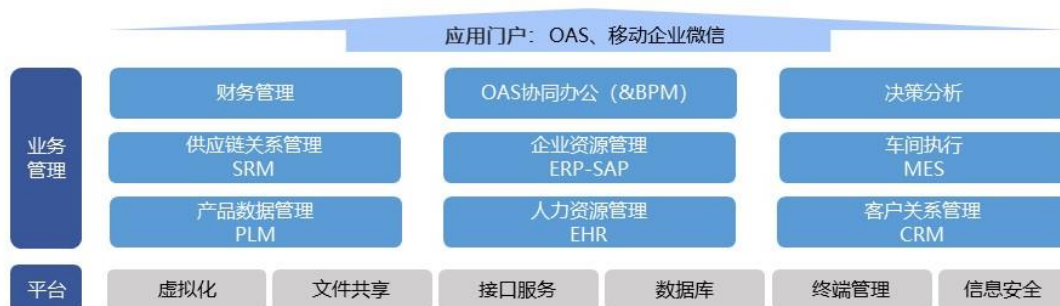 应用门户：OAS、移动企业微信
业务
管理
财务管理
OAS协同办公（&BPM）
决策分析
供应链关系管理
SRM
企业资源管理
ERP-SAP
车间执行
MES
产品数据管理
PLM
人力资源管理
EHR
客户关系管理
CRM
平台
虚拟化
文件共享
接口服务
数据库
终端管理
信息安全